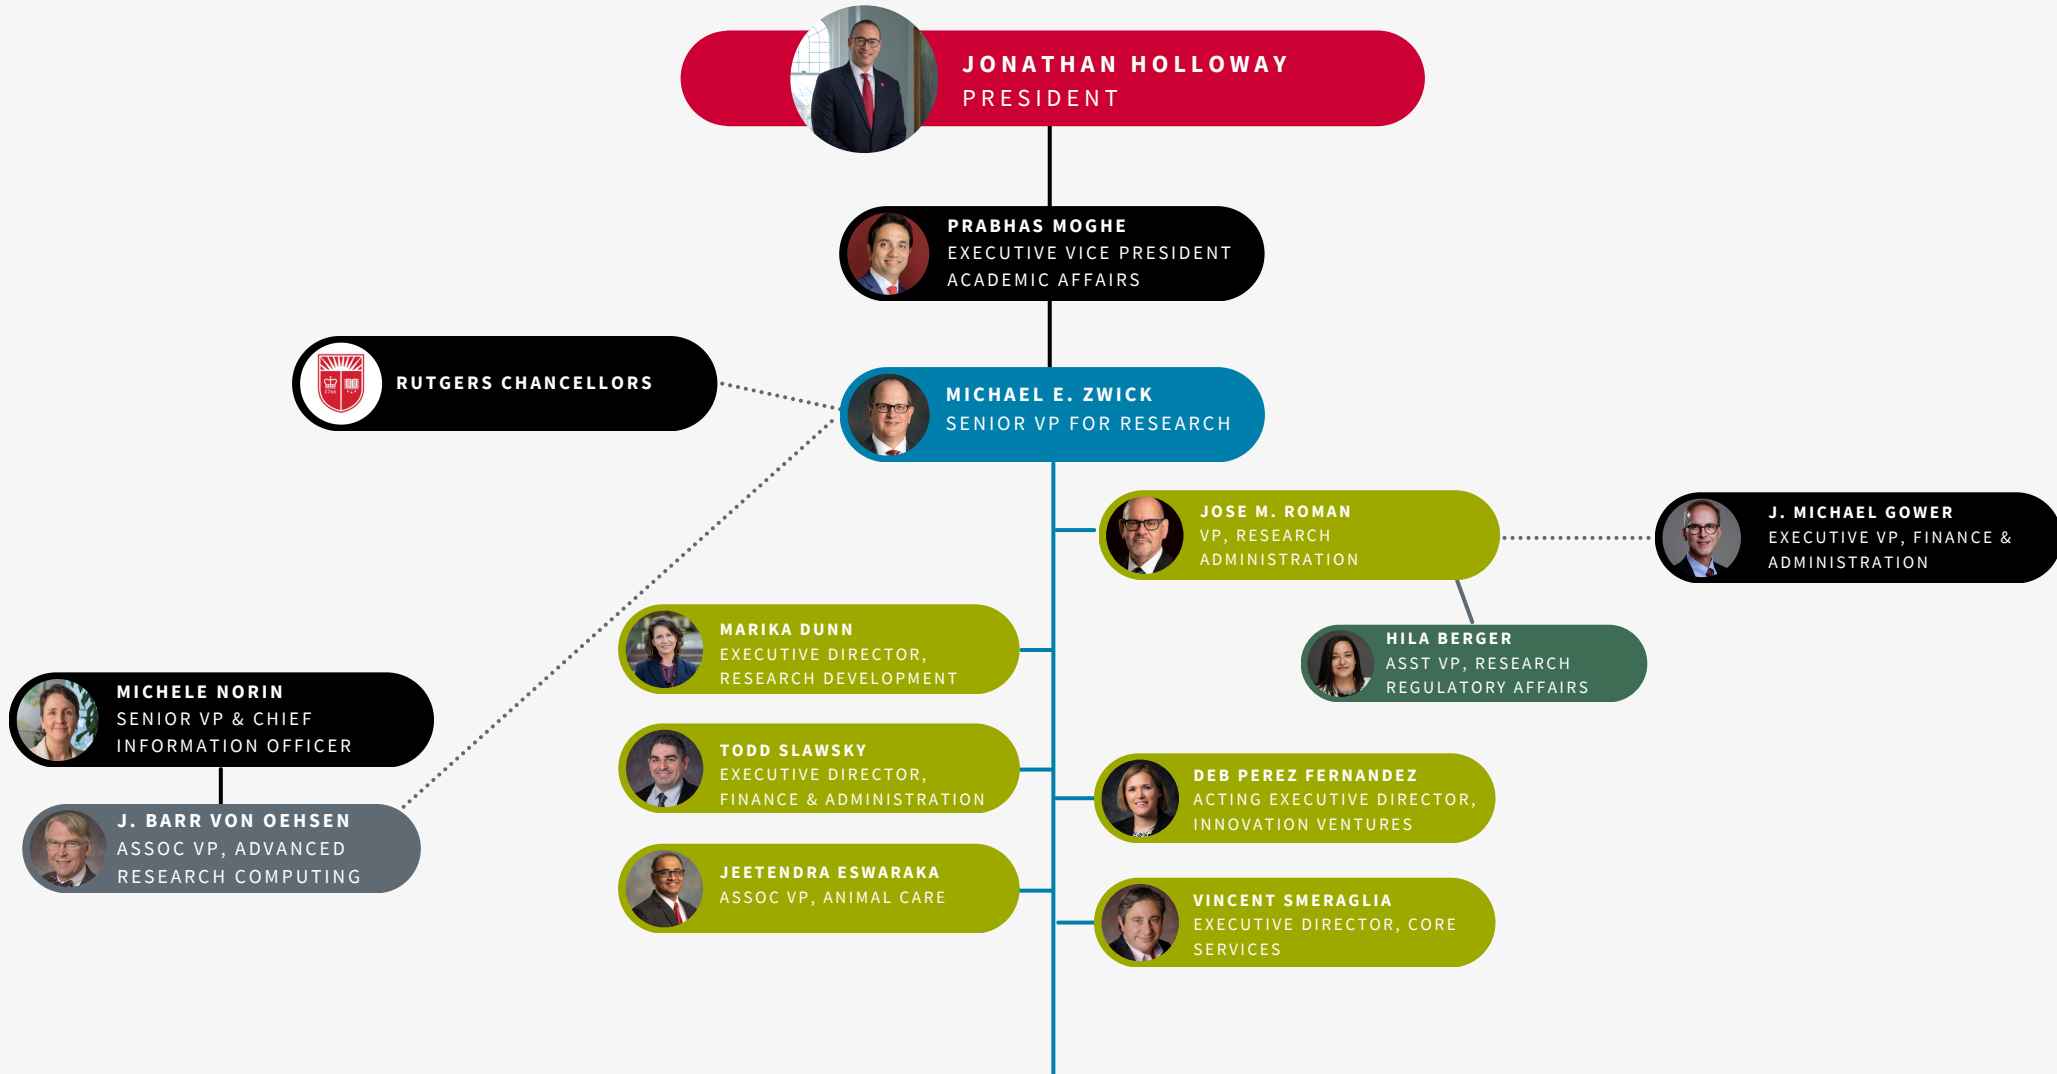 JONATHAN HOLLOWAY
PRESIDENT
PRABHAS MOGHE
EXECUTIVE VICE PRESIDENT
ACADEMIC AFFAIRS
RUTGERS CHANCELLORS
1766
MICHAEL E. ZWICK
SENIOR VP FOR RESEARCH
JOSE M. ROMAN
VP, RESEARCH
ADMINISTRATION
J. MICHAEL GOWER
EXECUTIVE VP, FINANCE &
ADMINISTRATION
HILA BERGER
ASST VP, RESEARCH
REGULATORY AFFAIRS
MARIKA DUNN
EXECUTIVE DIRECTOR,
RESEARCH DEVELOPMENT
MICHELE NORIN
SENIOR VP & CHIEF
INFORMATION OFFICER
J. BARR VON OEHSEN
ASSOC VP, ADVANCED
RESEARCH COMPUTING
TODD SLAWSKY
EXECUTIVE DIRECTOR,
FINANCE & ADMINISTRATION
DEB PEREZ FERNANDEZ
ACTING EXECUTIVE DIRECTOR,
INNOVATION VENTURES
JEETENDRA ESWARAKA
ASSOC VP, ANIMAL CARE
VINCENT SMERAGLIA
EXECUTIVE DIRECTOR, CORE
SERVICES